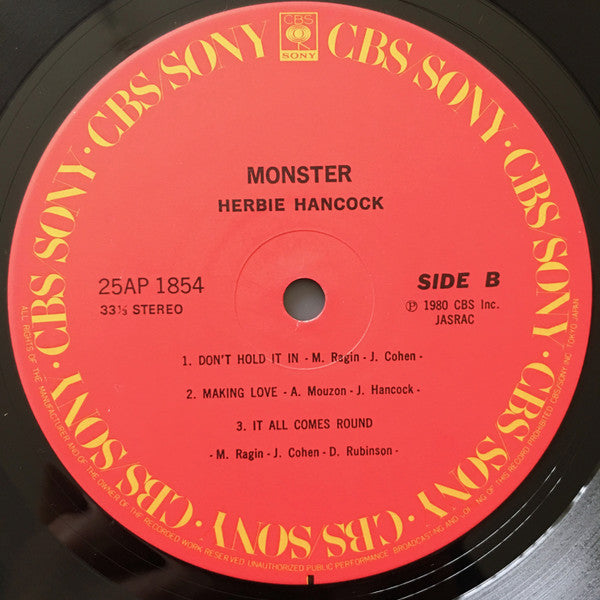 CBS
SONY
CBS/SONY · CBS SONY · CBS/SONY · CBS/SONY · CBS/SONY · CBS/SONY · CBS/SONY · CBS/SONY ·
MONSTER
HERBIE HANCOCK
25AP 1854
33⅓ STEREO
SIDE B
Ⓟ 1980 CBS Inc.
JASRAC
1. DON'T HOLD IT IN - M. Ragin - J. Cohen -
2. MAKING LOVE - A. Mouzon - J. Hancock -
3. IT ALL COMES ROUND
- M. Ragin - J. Cohen - D. Rubinson -
ALL RIGHTS OF THE MANUFACTURER AND OF THE OWNER OF THE RECORDED WORK RESERVED. UNAUTHORIZED PUBLIC PERFORMANCE BROADCASTING AND OF THIS RECORD PROHIBITED CBS/SONY INC. TOKYO JAPAN